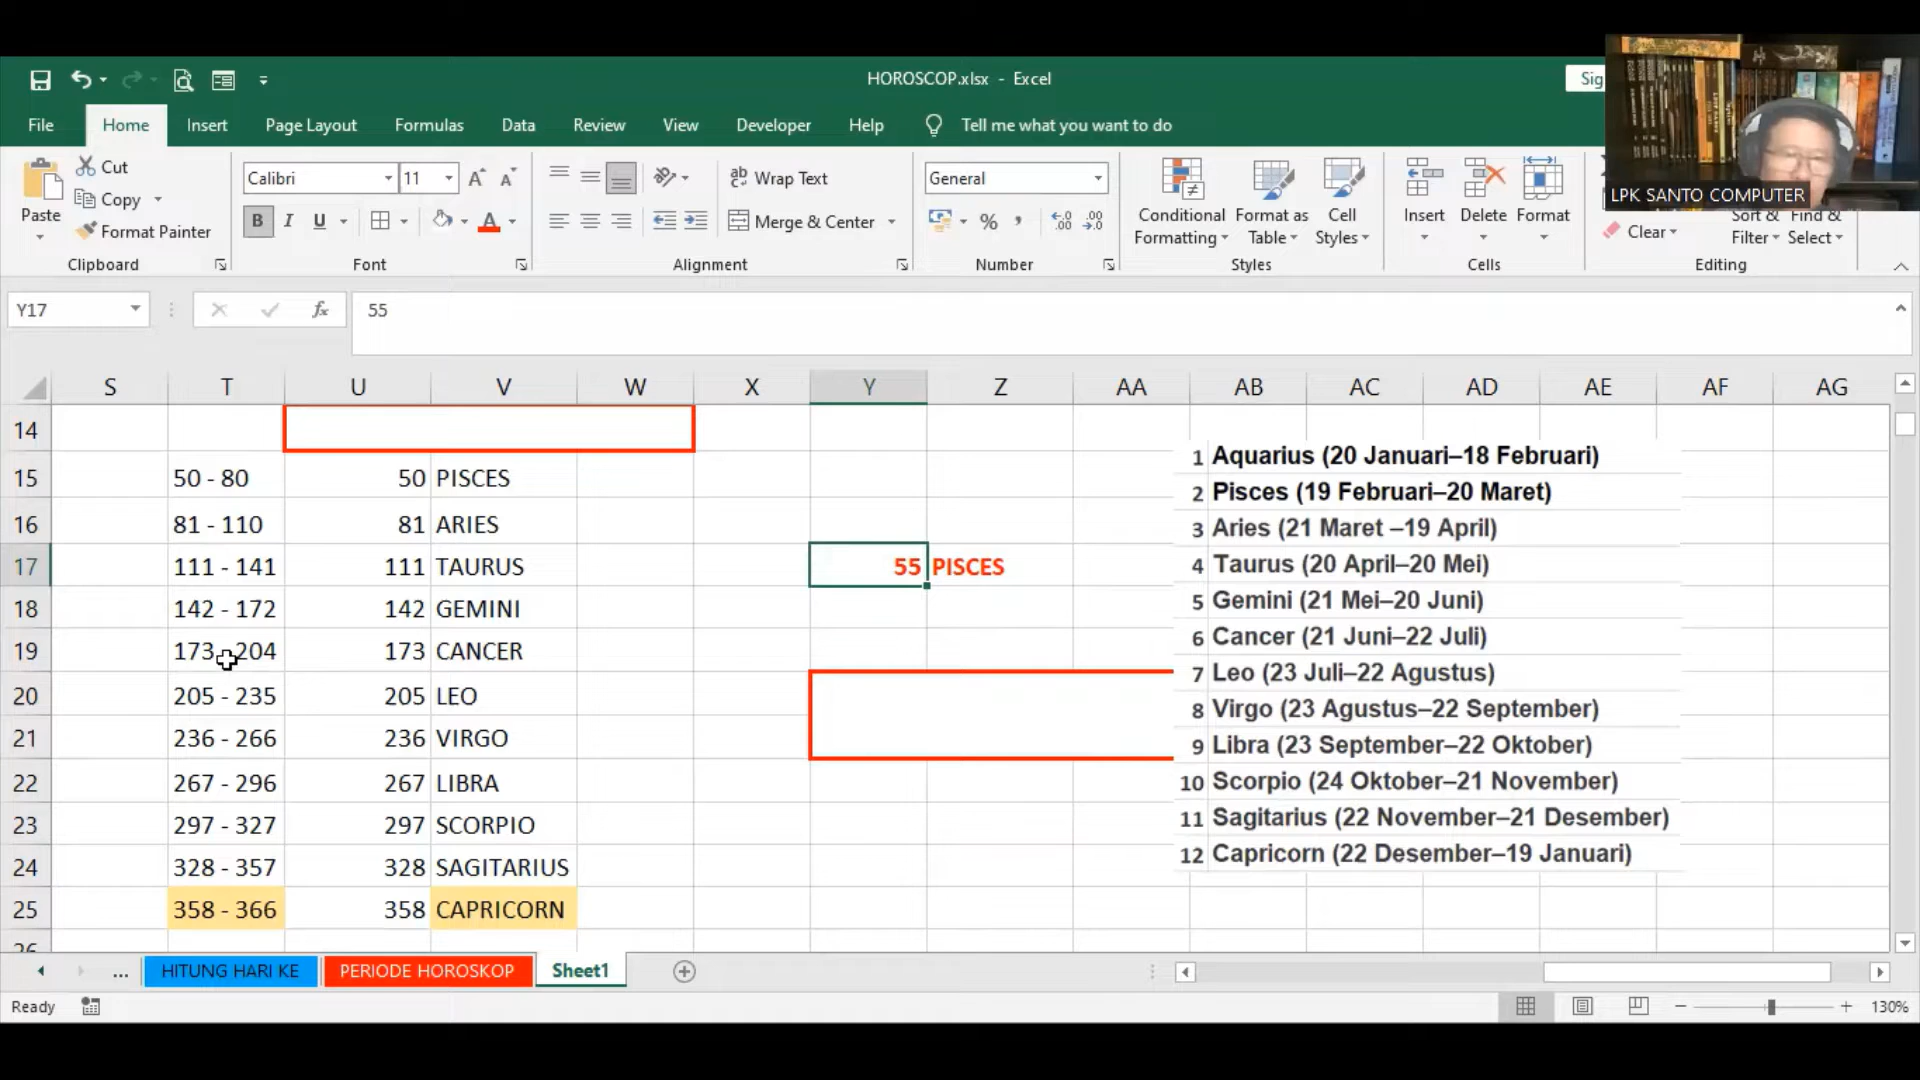 HOROSCOP.xlsx - Excel
Sig
File Home Insert Page Layout Formulas Data Review View Developer Help Tell me what you want to do
LPK SANTO COMPUTER
Paste
Cut
Copy
Format Painter
Clipboard
Calibri 11
B I U
Font
Wrap Text
Merge & Center
Alignment
General
Number
Conditional Formatting
Format as Table
Cell Styles
Styles
Insert Delete Format
Cells
Clear
Sort & Filter
Find & Select
Editing
Y17 fx 55
S T U V W X Y Z AA AB AC AD AE AF AG
14
15 50 - 80 50 PISCES
16 81 - 110 81 ARIES
17 111 - 141 111 TAURUS 55 PISCES
18 142 - 172 142 GEMINI
19 173 - 204 173 CANCER
20 205 - 235 205 LEO
21 236 - 266 236 VIRGO
22 267 - 296 267 LIBRA
23 297 - 327 297 SCORPIO
24 328 - 357 328 SAGITARIUS
25 358 - 366 358 CAPRICORN
26
1 Aquarius (20 Januari–18 Februari)
2 Pisces (19 Februari–20 Maret)
3 Aries (21 Maret –19 April)
4 Taurus (20 April–20 Mei)
5 Gemini (21 Mei–20 Juni)
6 Cancer (21 Juni–22 Juli)
7 Leo (23 Juli–22 Agustus)
8 Virgo (23 Agustus–22 September)
9 Libra (23 September–22 Oktober)
10 Scorpio (24 Oktober–21 November)
11 Sagitarius (22 November–21 Desember)
12 Capricorn (22 Desember–19 Januari)
... HITUNG HARI KE PERIODE HOROSKOP Sheet1
Ready 130%